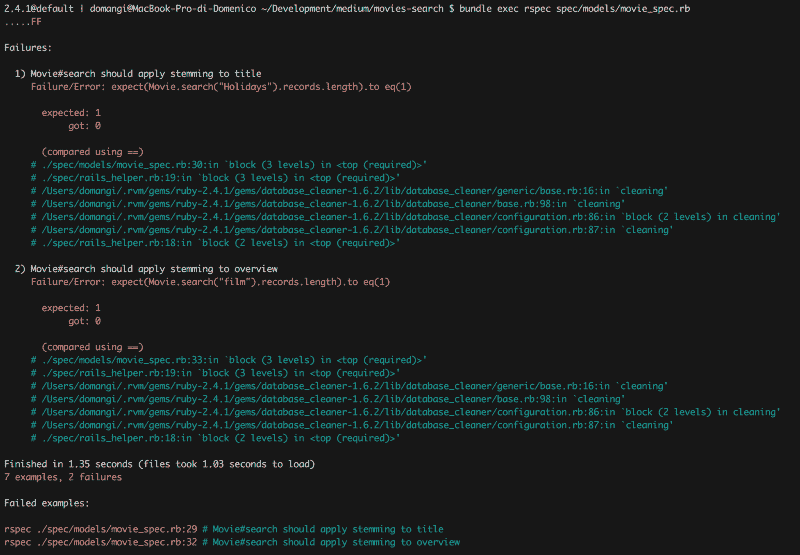 2.4.1@default | domangi@MacBook-Pro-di-Domenico ~/Development/medium/movies-search $ bundle exec rspec spec/models/movie_spec.rb
.....FF
Failures:
1) Movie#search should apply stemming to title
Failure/Error: expect(Movie.search("Holidays").records.length).to eq(1)
expected: 1
got: 0
(compared using ==)
# ./spec/models/movie_spec.rb:30:in `block (3 levels) in <top (required)>'
# ./spec/rails_helper.rb:19:in `block (3 levels) in <top (required)>'
# /Users/domangi/.rvm/gems/ruby-2.4.1/gems/database_cleaner-1.6.2/lib/database_cleaner/generic/base.rb:16:in `cleaning'
# /Users/domangi/.rvm/gems/ruby-2.4.1/gems/database_cleaner-1.6.2/lib/database_cleaner/base.rb:98:in `cleaning'
# /Users/domangi/.rvm/gems/ruby-2.4.1/gems/database_cleaner-1.6.2/lib/database_cleaner/configuration.rb:86:in `block (2 levels) in cleaning'
# /Users/domangi/.rvm/gems/ruby-2.4.1/gems/database_cleaner-1.6.2/lib/database_cleaner/configuration.rb:87:in `cleaning'
# ./spec/rails_helper.rb:18:in `block (2 levels) in <top (required)>'
2) Movie#search should apply stemming to overview
Failure/Error: expect(Movie.search("film").records.length).to eq(1)
expected: 1
got: 0
(compared using ==)
# ./spec/models/movie_spec.rb:33:in `block (3 levels) in <top (required)>'
# ./spec/rails_helper.rb:19:in `block (3 levels) in <top (required)>'
# /Users/domangi/.rvm/gems/ruby-2.4.1/gems/database_cleaner-1.6.2/lib/database_cleaner/generic/base.rb:16:in `cleaning'
# /Users/domangi/.rvm/gems/ruby-2.4.1/gems/database_cleaner-1.6.2/lib/database_cleaner/base.rb:98:in `cleaning'
# /Users/domangi/.rvm/gems/ruby-2.4.1/gems/database_cleaner-1.6.2/lib/database_cleaner/configuration.rb:86:in `block (2 levels) in cleaning'
# /Users/domangi/.rvm/gems/ruby-2.4.1/gems/database_cleaner-1.6.2/lib/database_cleaner/configuration.rb:87:in `cleaning'
# ./spec/rails_helper.rb:18:in `block (2 levels) in <top (required)>'
Finished in 1.35 seconds (files took 1.03 seconds to load)
7 examples, 2 failures
Failed examples:
rspec ./spec/models/movie_spec.rb:29 # Movie#search should apply stemming to title
rspec ./spec/models/movie_spec.rb:32 # Movie#search should apply stemming to overview